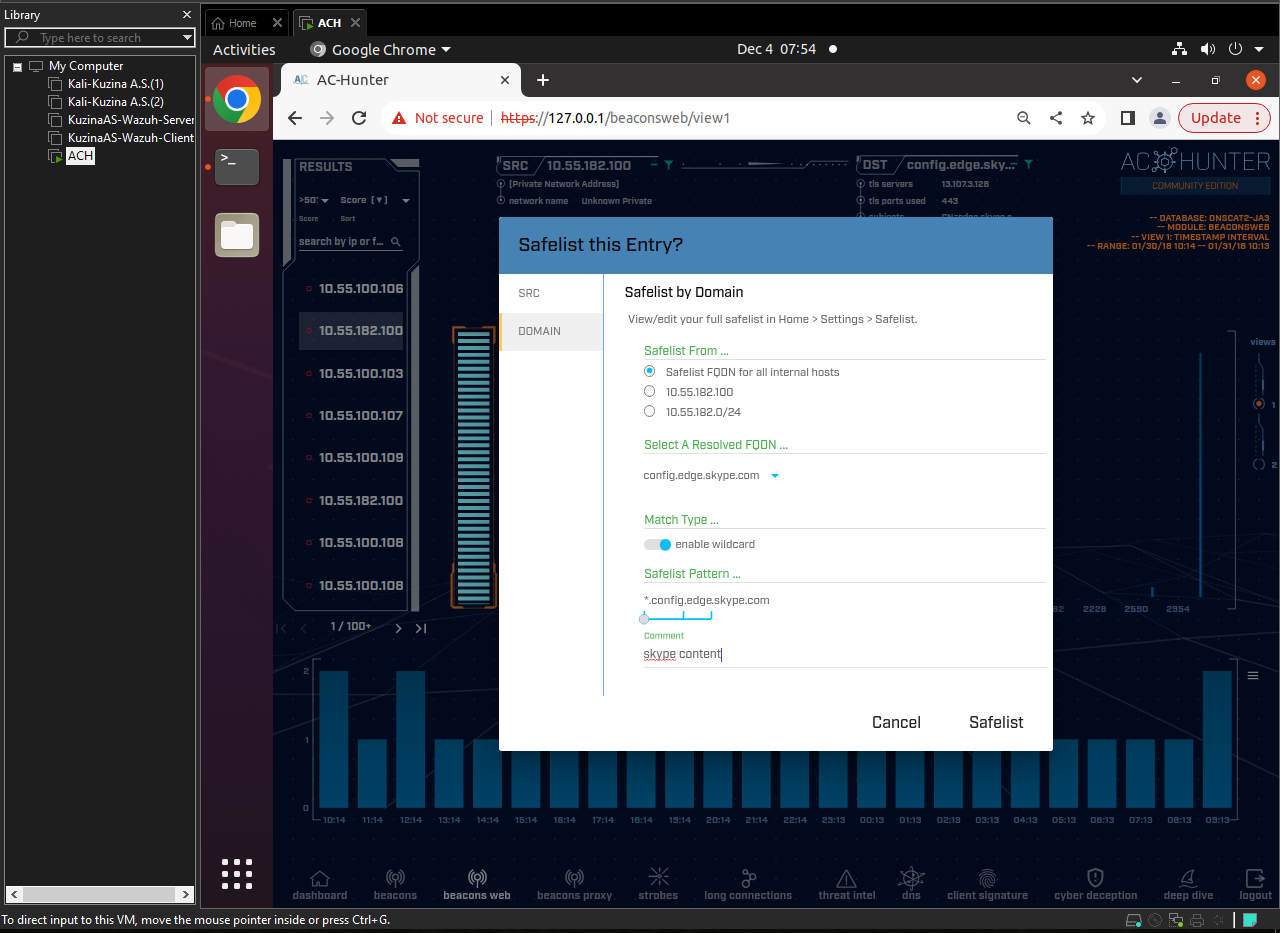 Library
Type here to search
My Computer
Kali-Kuzina A.S.(1)
Kali-Kuzina A.S.(2)
KuzinaAS-Wazuh-Server
KuzinaAS-Wazuh-Client
ACH
Home
ACH
Activities
Google Chrome
Dec 4 07:54
AC-Hunter
Not secure
https://127.0.0.1/beaconsweb/view1
Update
RESULTS
>50%
Score [▼]
Score
Sort
search by ip or f...
10.55.100.106
10.55.182.100
10.55.100.103
10.55.100.107
10.55.100.109
10.55.182.100
10.55.100.108
10.55.100.108
1 / 100+
SRC
10.55.182.100
[Private Network Address]
network name Unknown Private
DST
config.edge.sky...
tls servers 13.107.3.128
tls ports used 443
AC HUNTER
COMMUNITY EDITION
-- DATABASE: DNSCAT2-JA3
-- MODULE: BEACONSWEB
-- VIEW 1: TIMESTAMP INTERVAL
-- RANGE: 01/30/18 10:14 -- 01/31/18 10:13
views
1
2
Safelist this Entry?
SRC
DOMAIN
Safelist by Domain
View/edit your full safelist in Home > Settings > Safelist.
Safelist From ...
Safelist FQDN for all internal hosts
10.55.182.100
10.55.182.0/24
Select A Resolved FQDN ...
config.edge.skype.com
Match Type ...
enable wildcard
Safelist Pattern ...
*.config.edge.skype.com
Comment
skype content
Cancel
Safelist
2228 2590 2954
2
1
0
10:14 11:14 12:14 13:14 14:14 15:14 16:14 17:14 18:14 19:14 20:14 21:14 22:14 23:13 00:13 01:13 02:13 03:13 04:13 05:13 06:13 07:13 08:13 09:13
dashboard
beacons
beacons web
beacons proxy
strobes
long connections
threat intel
dns
client signature
cyber deception
deep dive
logout
To direct input to this VM, move the mouse pointer inside or press Ctrl+G.